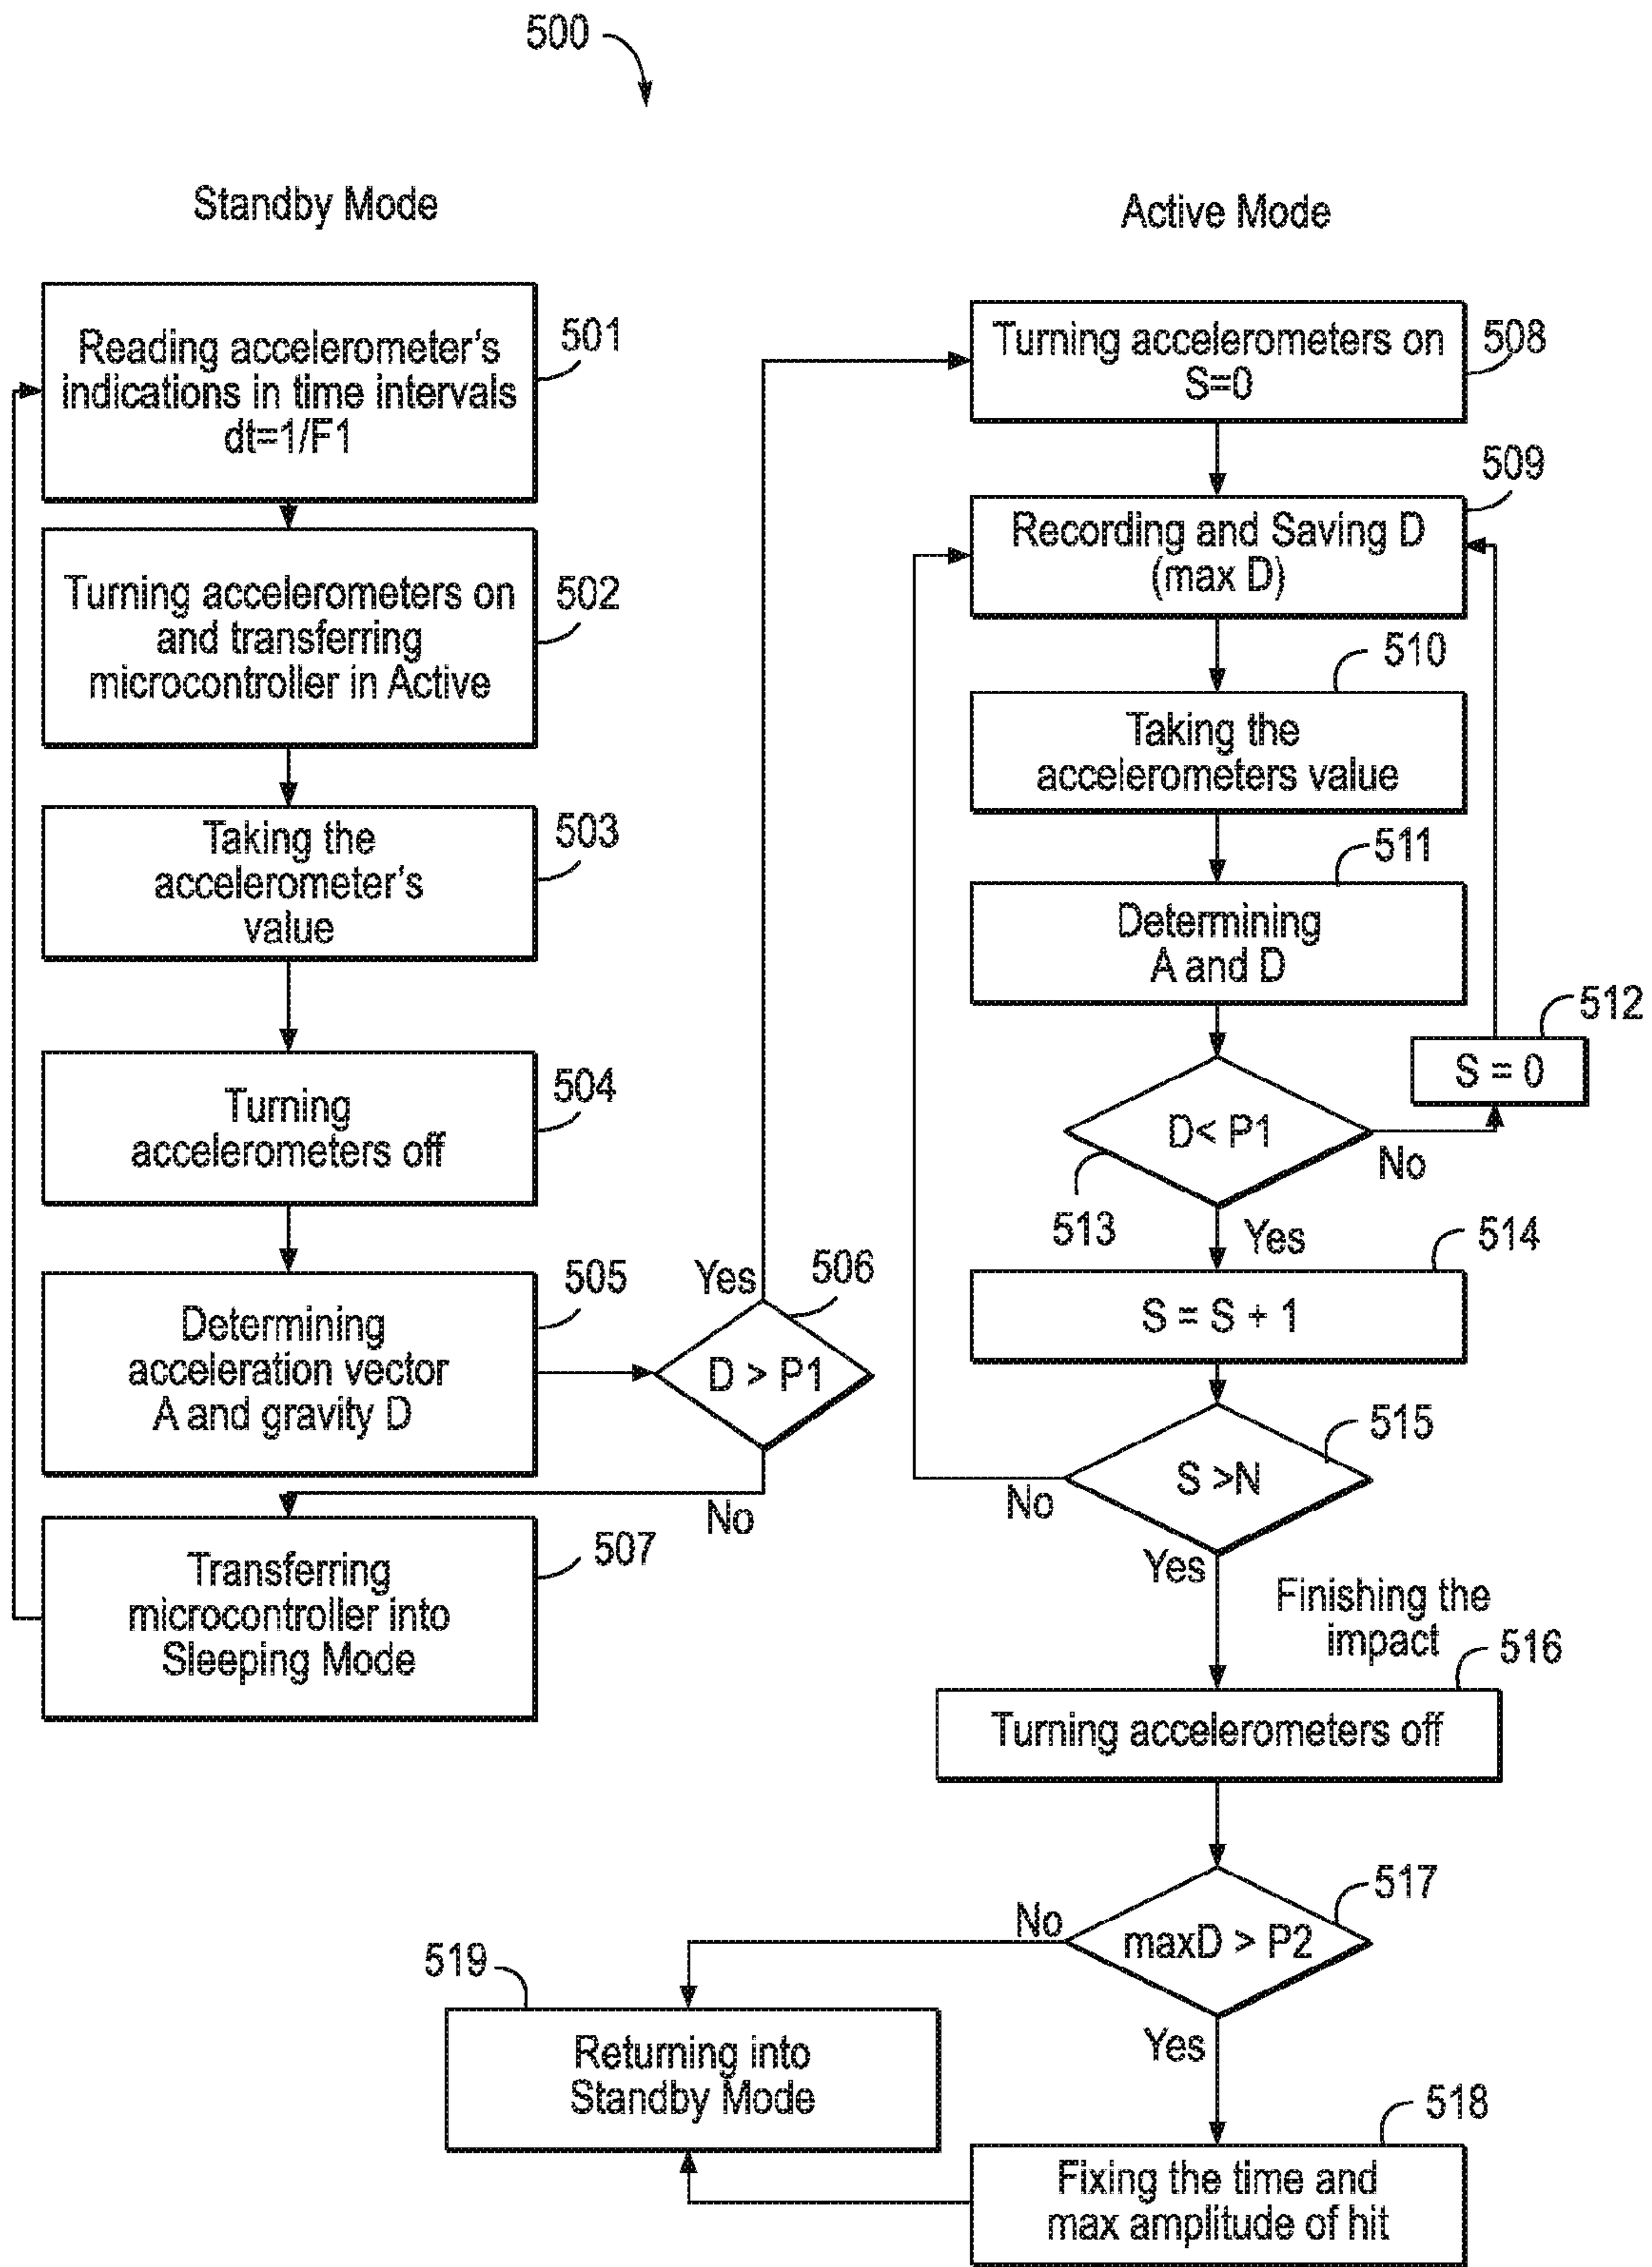 500
Standby Mode
Reading accelerometer's
indications in time intervals
dt=1/F1
501
Turning accelerometers on
and transferring
microcontroller in Active
502
Taking the
accelerometer's
value
503
Turning
accelerometers off
504
Determining
acceleration vector
A and gravity D
505
Yes
506
D > P1
No
Transferring
microcontroller into
Sleeping Mode
507
Active Mode
Turning accelerometers on
S=0
508
509
Recording and Saving D
(max D)
510
Taking the
accelerometers value
511
Determining
A and D
512
S = 0
D< P1
No
513
Yes
514
S = S + 1
515
S >N
No
Yes
Finishing the
impact
516
Turning accelerometers off
517
maxD > P2
No
519
Returning into
Standby Mode
Yes
518
Fixing the time and
max amplitude of hit